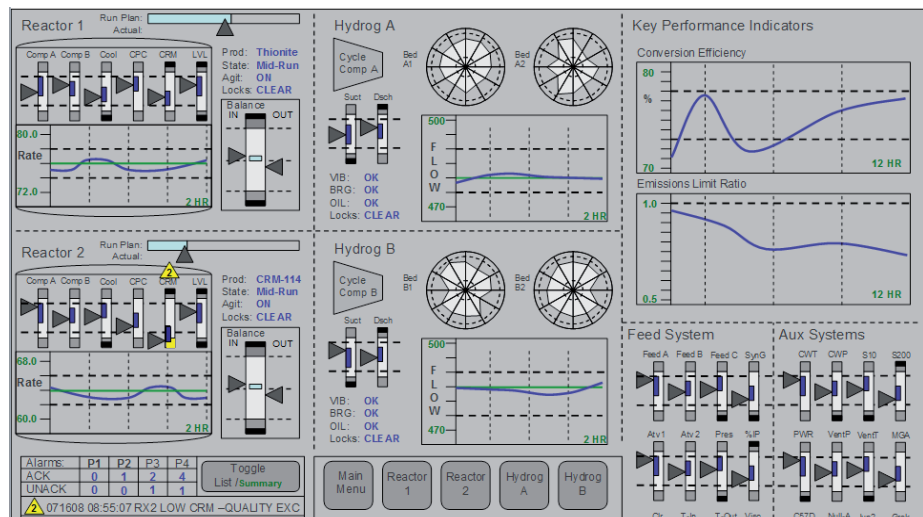 Reactor 1
Run Plan:
Actual:
Comp A Comp B Cool CPC CRM LVL
Prod: Thionite
State: Mid-Run
Agit: ON
Locks: CLEAR
Balance
IN OUT
80.0
Rate
72.0
2 HR
Hydrog A
Cycle
Comp A
Bed
A1
Bed
A2
Suct Dsch
VIB: OK
BRG: OK
OIL: OK
Locks: CLEAR
500
F
L
O
W
470
2 HR
Key Performance Indicators
Conversion Efficiency
80
%
70
12 HR
Emissions Limit Ratio
1.0
0.5
12 HR
Reactor 2
Run Plan:
Actual:
2
Comp A Comp B Cool CPC CRM LVL
Prod: CRM-114
State: Mid-Run
Agit: ON
Locks: CLEAR
Balance
IN OUT
68.0
Rate
60.0
2 HR
Hydrog B
Cycle
Comp B
Bed
B1
Bed
B2
Suct Dsch
VIB: OK
BRG: OK
OIL: OK
Locks: CLEAR
500
F
L
O
W
470
2 HR
Feed System
Feed A Feed B Feed C SynG
Atv 1 Atv 2 Pres %IP
Clr T-In T-Out
Aux Systems
CWT CWP S10 S200
PWR VentP VentT MGA
C57D Null-A
Alarms: P1 P2 P3 P4
ACK 0 1 2 4
UNACK 0 0 1 1
Toggle
List /Summary
2 071608 08:55:07 RX2 LOW CRM –QUALITY EXC
Main
Menu
Reactor
1
Reactor
2
Hydrog
A
Hydrog
B